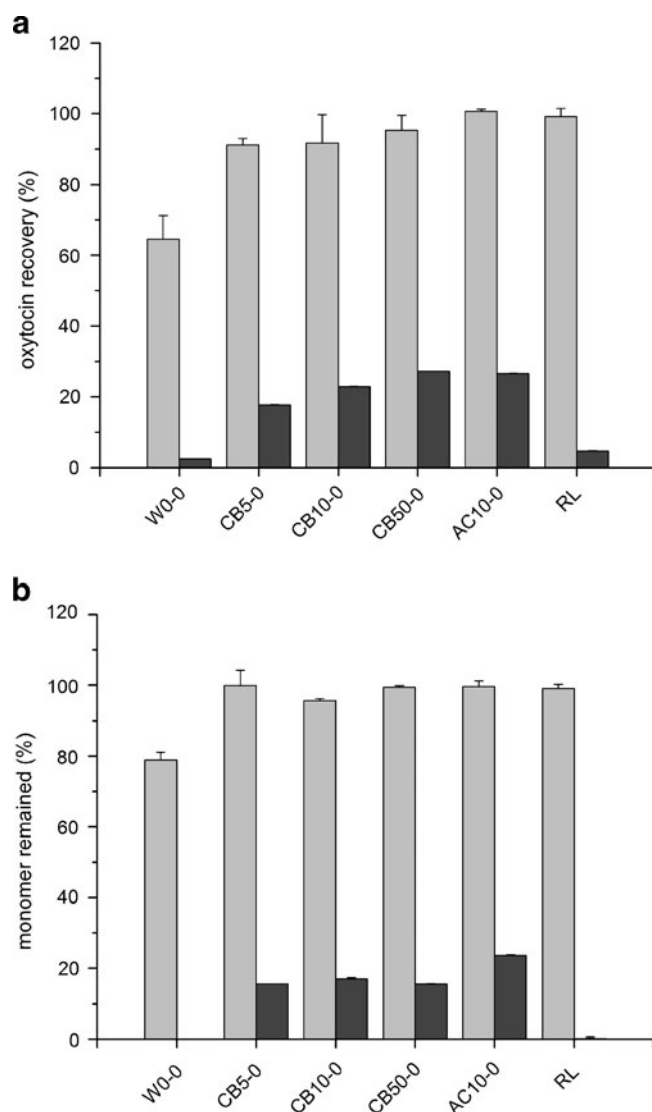 a
120
100
80
60
40
20
0
oxytocin recovery (%)
W0-0
CB5-0
CB10-0
CB50-0
AC10-0
RL
b
120
100
80
60
40
20
0
monomer remained (%)
W0-0
CB5-0
CB10-0
CB50-0
AC10-0
RL